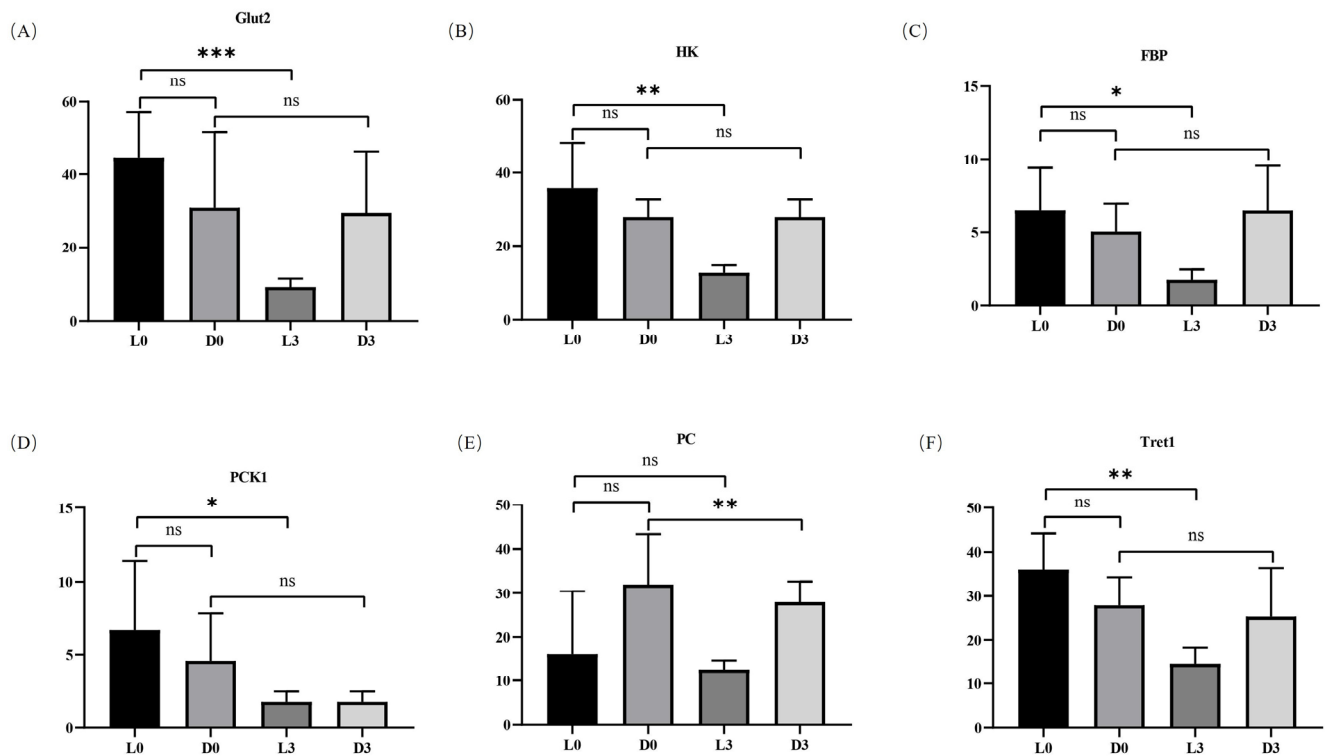 (A)
Glut2
***
ns
ns
60
40
20
0
L0 D0 L3 D3
(B)
HK
**
ns
ns
60
40
20
0
L0 D0 L3 D3
(C)
FBP
*
ns
ns
15
10
5
0
L0 D0 L3 D3
(D)
PCK1
*
ns
ns
15
10
5
0
L0 D0 L3 D3
(E)
PC
ns
ns
**
50
40
30
20
10
0
L0 D0 L3 D3
(F)
Tret1
**
ns
ns
50
40
30
20
10
0
L0 D0 L3 D3